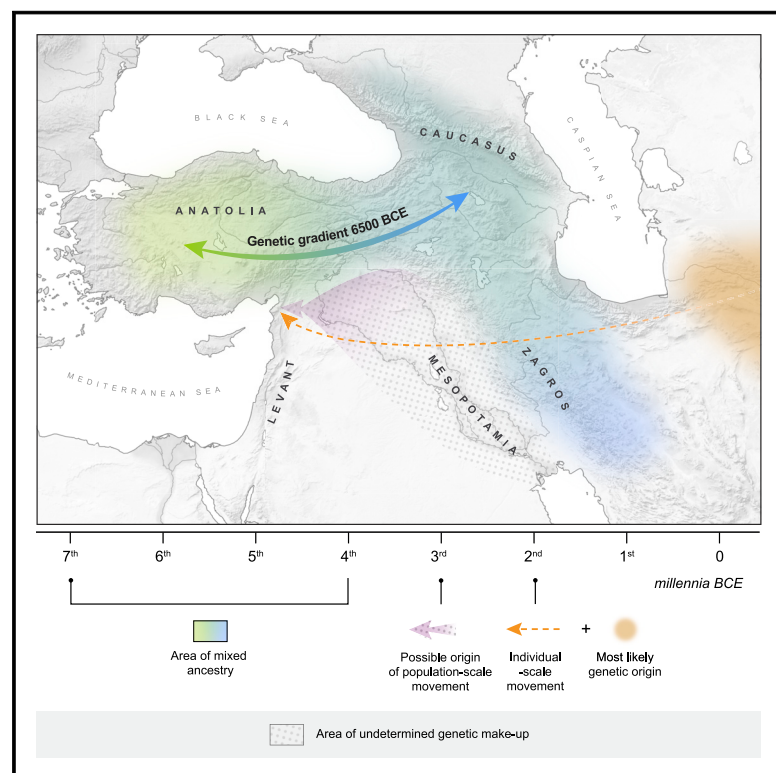 BLACK SEA
CAUCASUS
CASPIAN SEA
ANATOLIA
Genetic gradient 6500 BCE
ZAGROS
MESOPOTAMIA
LEVANT
MEDITERRANEAN SEA
7th 6th 5th 4th 3rd 2nd 1st 0
millennia BCE
+
Area of mixed
ancestry
Possible origin
of population-scale
movement
Individual
-scale
movement
Most likely
genetic origin
Area of undetermined genetic make-up